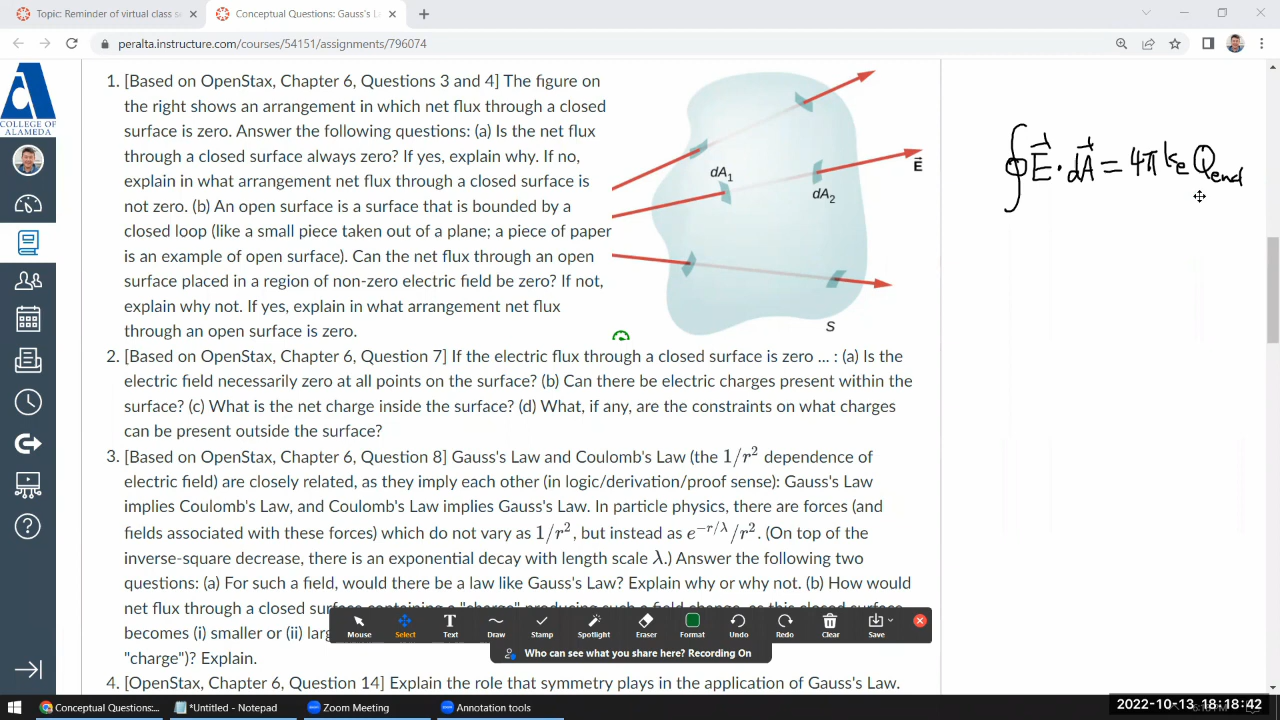 Topic: Reminder of virtual class s
Conceptual Questions: Gauss's L
peralta.instructure.com/courses/54151/assignments/796074
COLLEGE OF
ALAMEDA
1. [Based on OpenStax, Chapter 6, Questions 3 and 4] The figure on
the right shows an arrangement in which net flux through a closed
surface is zero. Answer the following questions: (a) Is the net flux
through a closed surface always zero? If yes, explain why. If no,
explain in what arrangement net flux through a closed surface is
not zero. (b) An open surface is a surface that is bounded by a
closed loop (like a small piece taken out of a plane; a piece of paper
is an example of open surface). Can the net flux through an open
surface placed in a region of non-zero electric field be zero? If not,
explain why not. If yes, explain in what arrangement net flux
through an open surface is zero.
dA₁
dA₂
E⃗
S
∮E⃗·dA⃗ = 4πkₑQencl
2. [Based on OpenStax, Chapter 6, Question 7] If the electric flux through a closed surface is zero ... : (a) Is the
electric field necessarily zero at all points on the surface? (b) Can there be electric charges present within the
surface? (c) What is the net charge inside the surface? (d) What, if any, are the constraints on what charges
can be present outside the surface?
3. [Based on OpenStax, Chapter 6, Question 8] Gauss's Law and Coulomb's Law (the 1/r² dependence of
electric field) are closely related, as they imply each other (in logic/derivation/proof sense): Gauss's Law
implies Coulomb's Law, and Coulomb's Law implies Gauss's Law. In particle physics, there are forces (and
fields associated with these forces) which do not vary as 1/r², but instead as e^{-r/λ}/r². (On top of the
inverse-square decrease, there is an exponential decay with length scale λ.) Answer the following two
questions: (a) For such a field, would there be a law like Gauss's Law? Explain why or why not. (b) How would
net flux through a closed surface containing a "charge" producing such a field change, as this closed surface
becomes (i) smaller or (ii) larg
"charge")? Explain.
4. [OpenStax, Chapter 6, Question 14] Explain the role that symmetry plays in the application of Gauss's Law.
Mouse Select Text Draw Stamp Spotlight Eraser Format Undo Redo Clear Save
Who can see what you share here? Recording On
Conceptual Questions:... *Untitled - Notepad Zoom Meeting Annotation tools
2022-10-13 18:18:42